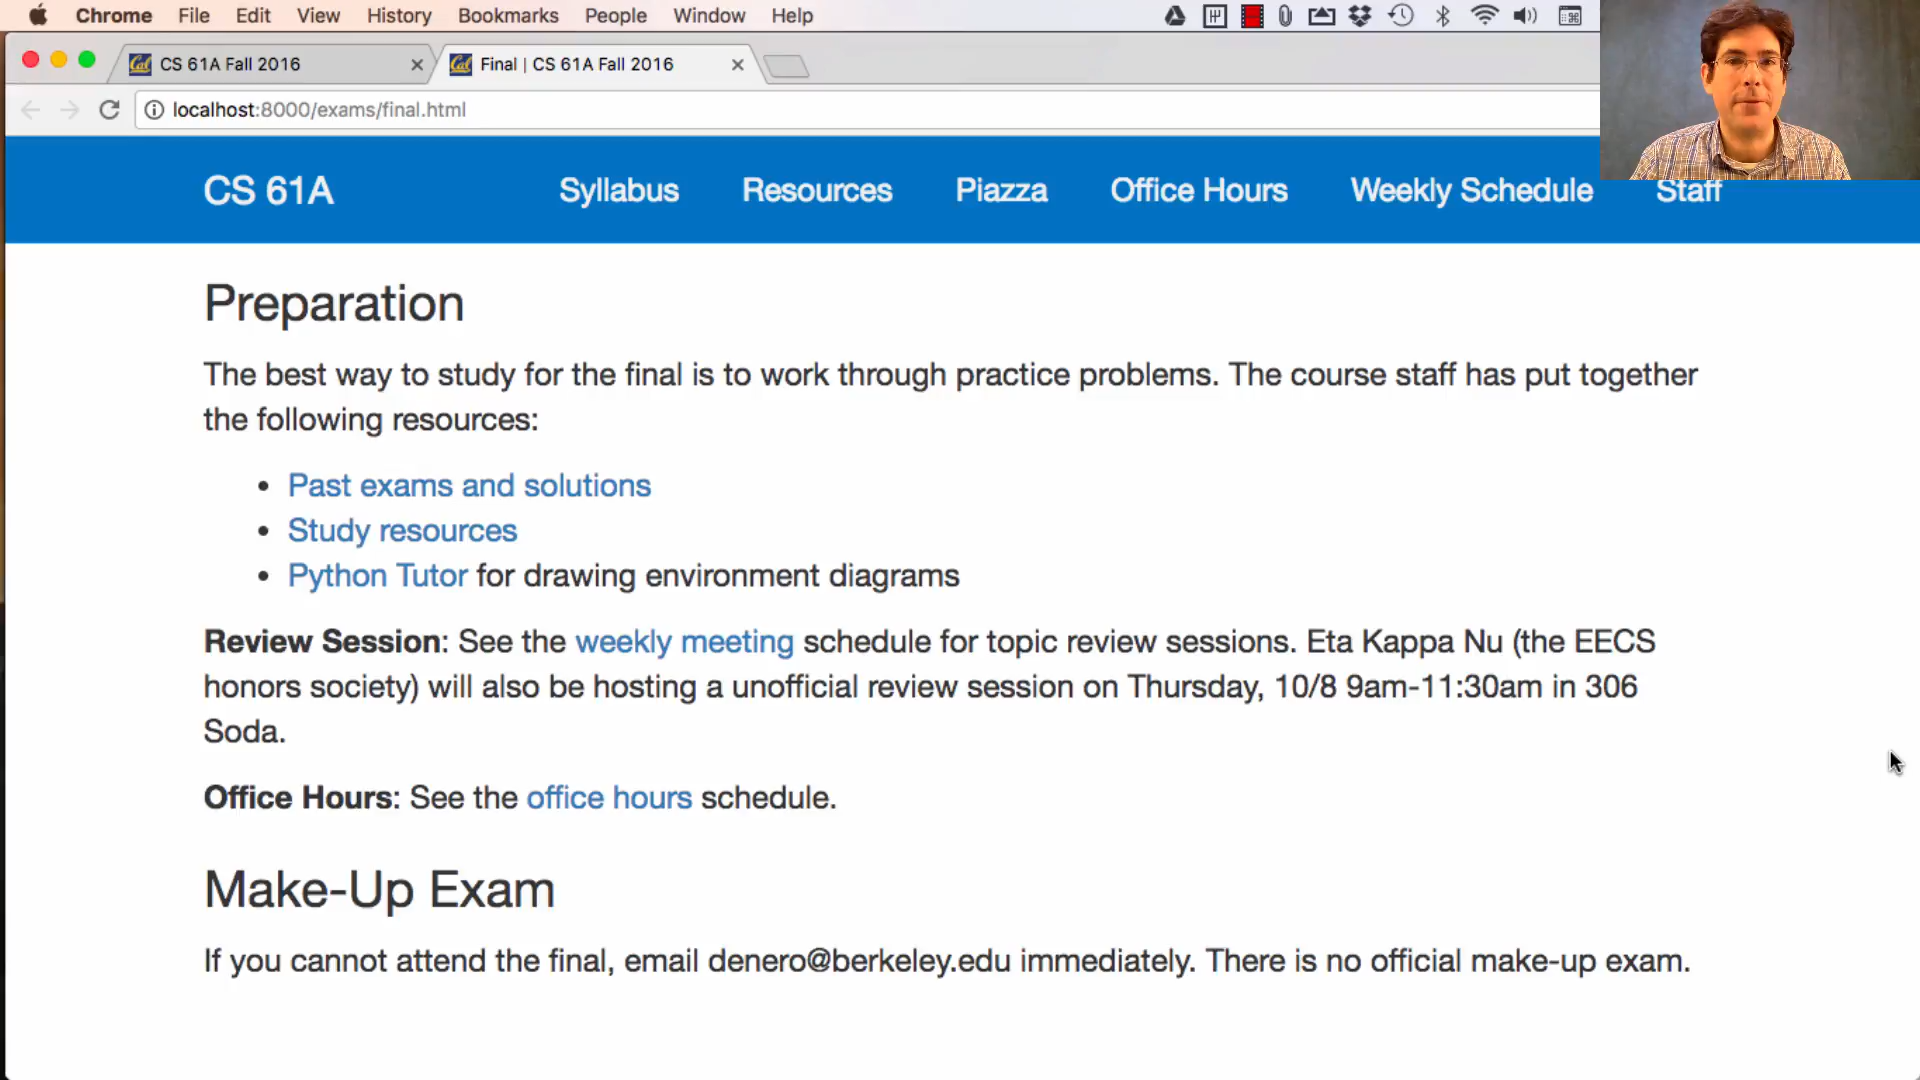 Chrome File Edit View History Bookmarks People Window Help
CS 61A Fall 2016
Final | CS 61A Fall 2016
localhost:8000/exams/final.html
CS 61A Syllabus Resources Piazza Office Hours Weekly Schedule Staff
Preparation
The best way to study for the final is to work through practice problems. The course staff has put together
the following resources:
• Past exams and solutions
• Study resources
• Python Tutor for drawing environment diagrams
Review Session: See the weekly meeting schedule for topic review sessions. Eta Kappa Nu (the EECS
honors society) will also be hosting a unofficial review session on Thursday, 10/8 9am-11:30am in 306
Soda.
Office Hours: See the office hours schedule.
Make-Up Exam
If you cannot attend the final, email denero@berkeley.edu immediately. There is no official make-up exam.